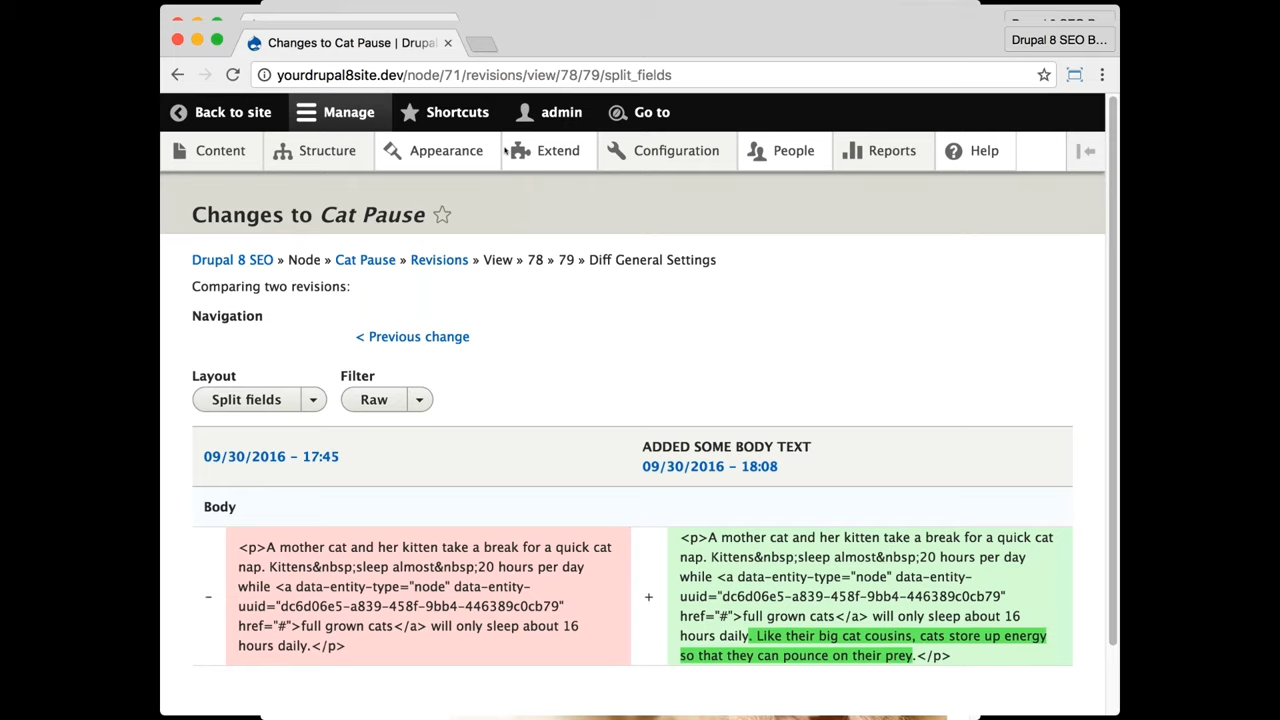 Changes to Cat Pause | Drupa
Drupal 8 SEO B...
yourdrupal8site.dev/node/71/revisions/view/78/79/split_fields
Back to site Manage Shortcuts admin Go to
Content Structure Appearance Extend Configuration People Reports Help
Changes to Cat Pause
Drupal 8 SEO » Node » Cat Pause » Revisions » View » 78 » 79 » Diff General Settings
Comparing two revisions:
Navigation
< Previous change
Layout Filter
Split fields Raw
09/30/2016 – 17:45
ADDED SOME BODY TEXT
09/30/2016 – 18:08
Body
-
<p>A mother cat and her kitten take a break for a quick cat
nap. Kittens&nbsp;sleep almost&nbsp;20 hours per day
while <a data-entity-type="node" data-entity-
uuid="dc6d06e5-a839-458f-9bb4-446389c0cb79"
href="#">full grown cats</a> will only sleep about 16
hours daily.</p>
+
<p>A mother cat and her kitten take a break for a quick cat
nap. Kittens&nbsp;sleep almost&nbsp;20 hours per day
while <a data-entity-type="node" data-entity-
uuid="dc6d06e5-a839-458f-9bb4-446389c0cb79"
href="#">full grown cats</a> will only sleep about 16
hours daily. Like their big cat cousins, cats store up energy
so that they can pounce on their prey.</p>